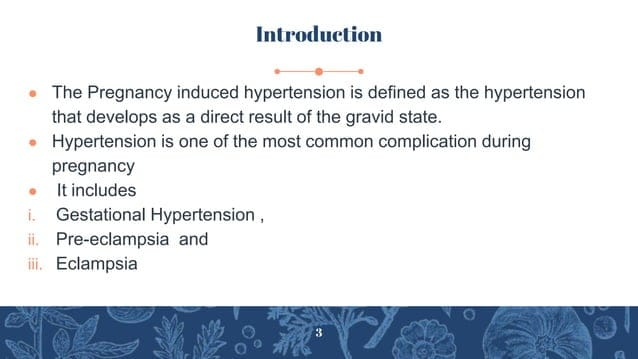 Introduction
● The Pregnancy induced hypertension is defined as the hypertension
that develops as a direct result of the gravid state.
● Hypertension is one of the most common complication during
pregnancy
● It includes
i. Gestational Hypertension ,
ii. Pre-eclampsia and
iii. Eclampsia
3